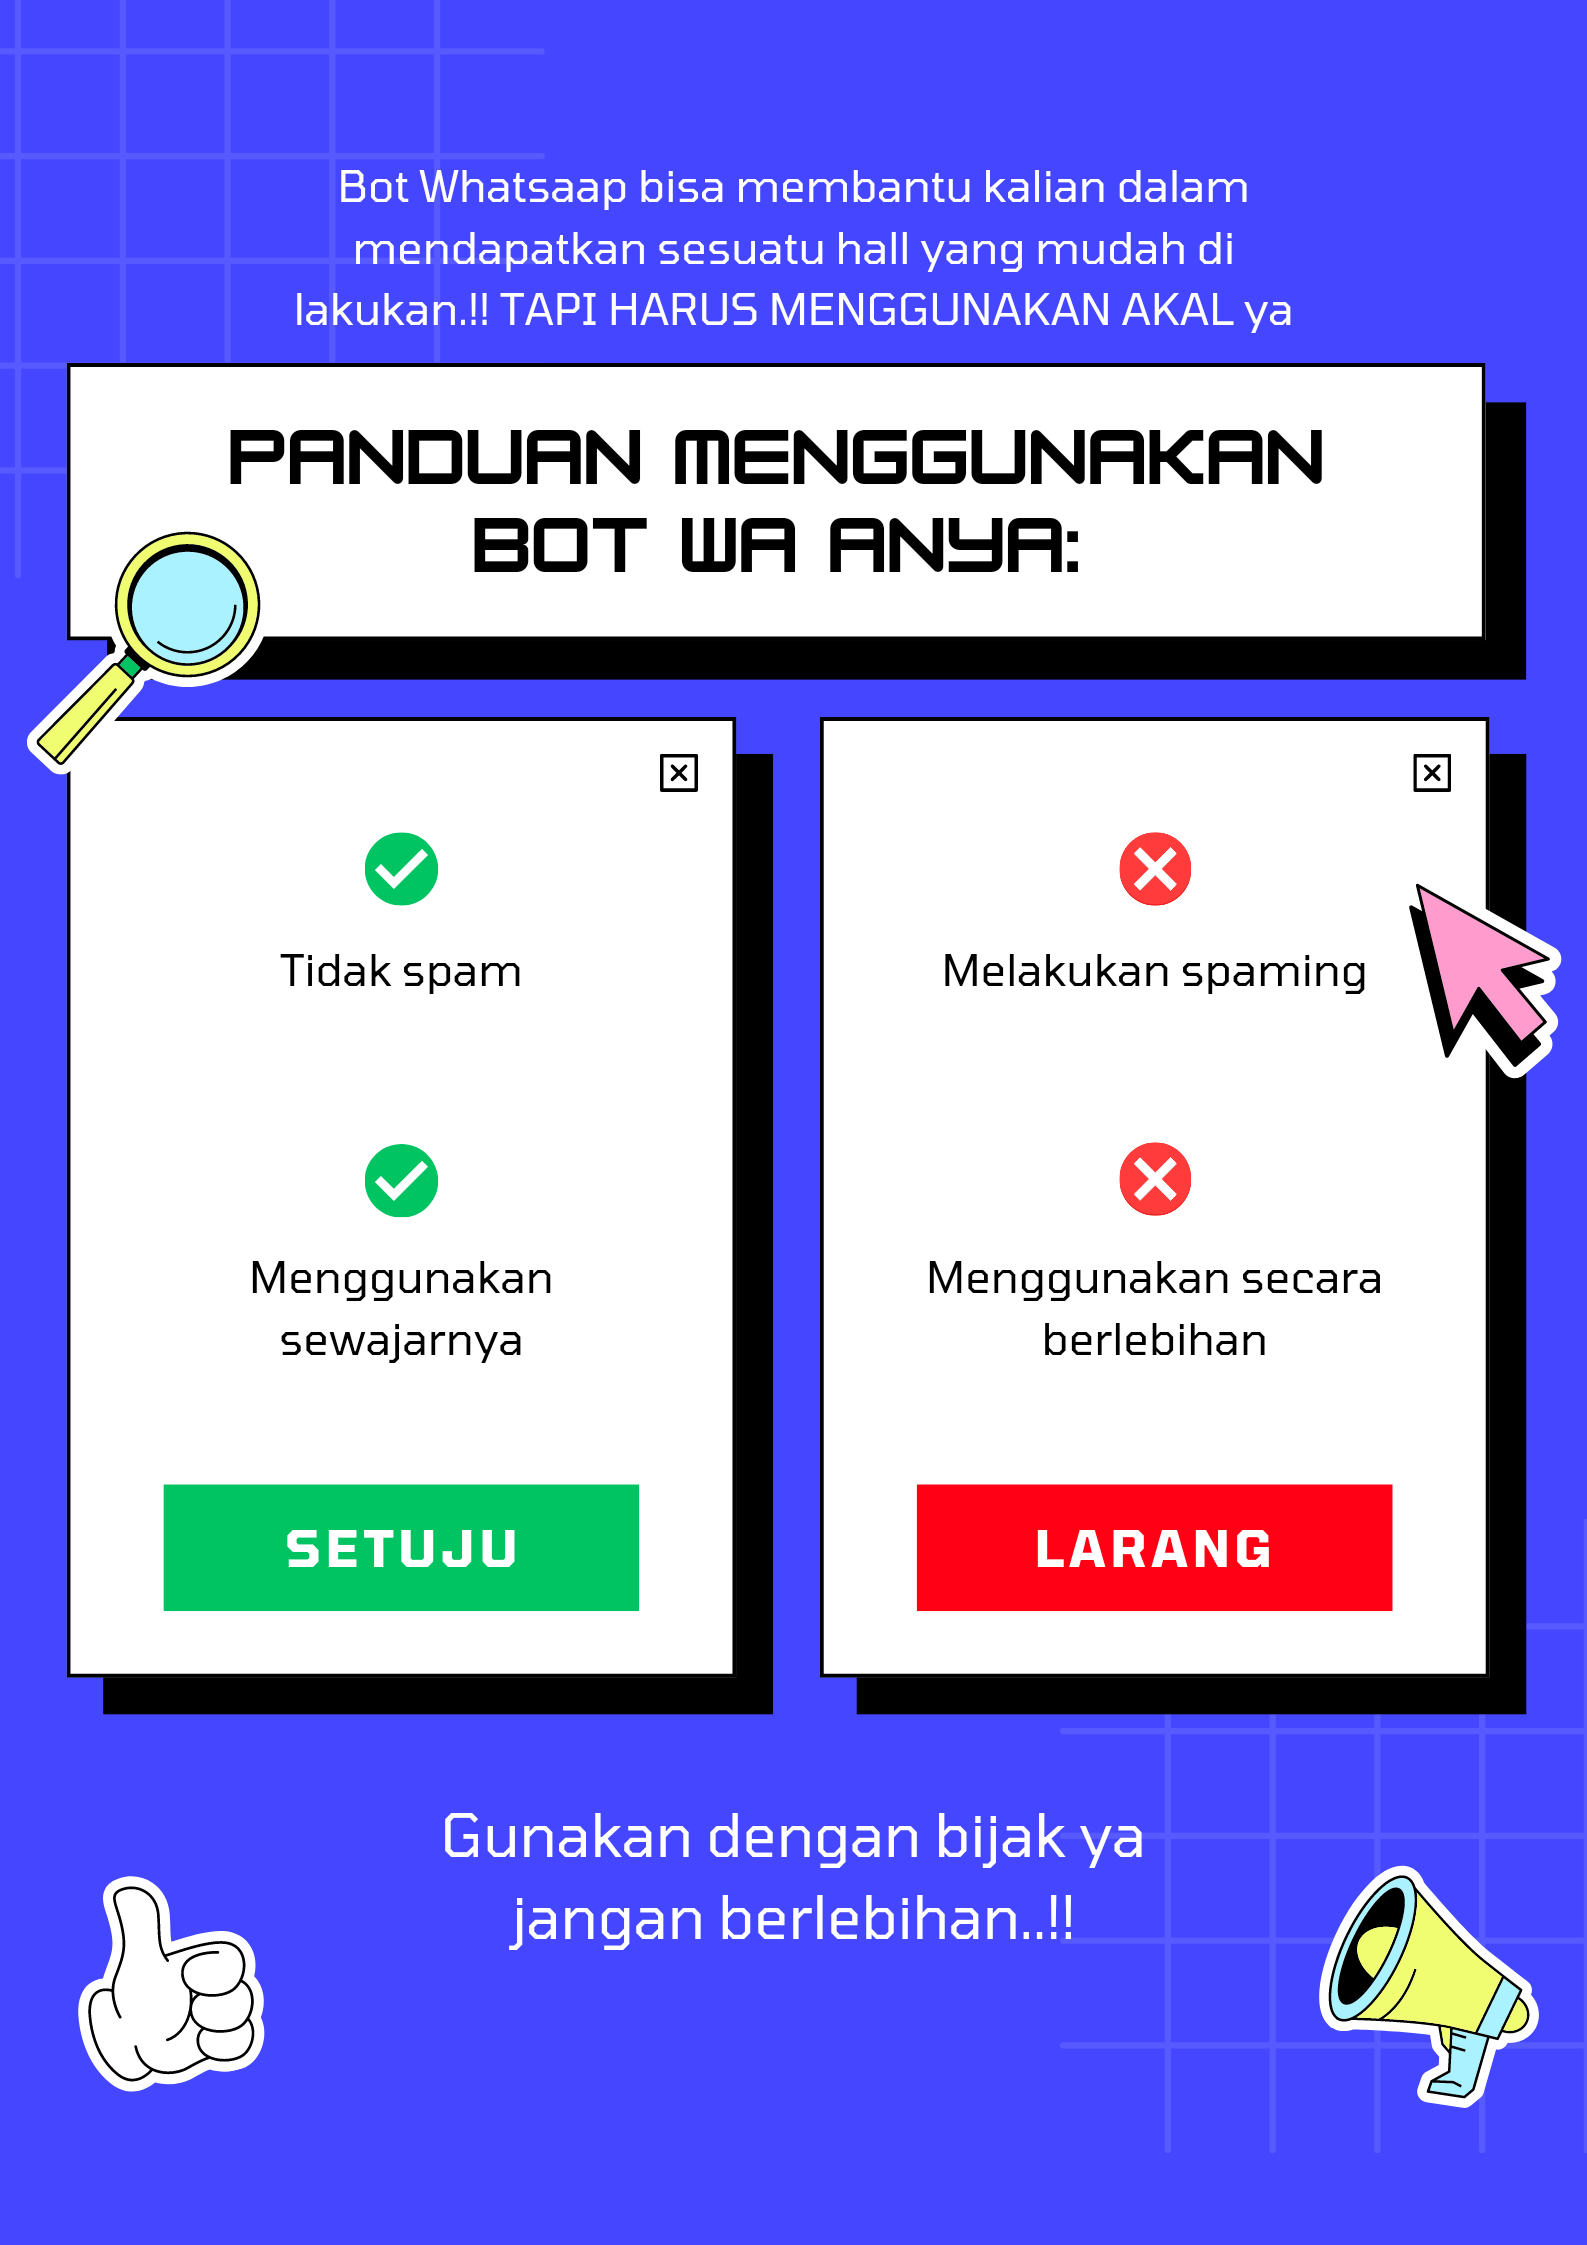 Bot Whatsaap bisa membantu kalian dalam
mendapatkan sesuatu hall yang mudah di
lakukan.!! TAPI HARUS MENGGUNAKAN AKAL ya
PANDUAN MENGGUNAKAN
BOT WA ANYA:
Tidak spam
Menggunakan
sewajarnya
SETUJU
Melakukan spaming
Menggunakan secara
berlebihan
LARANG
Gunakan dengan bijak ya
jangan berlebihan..!!